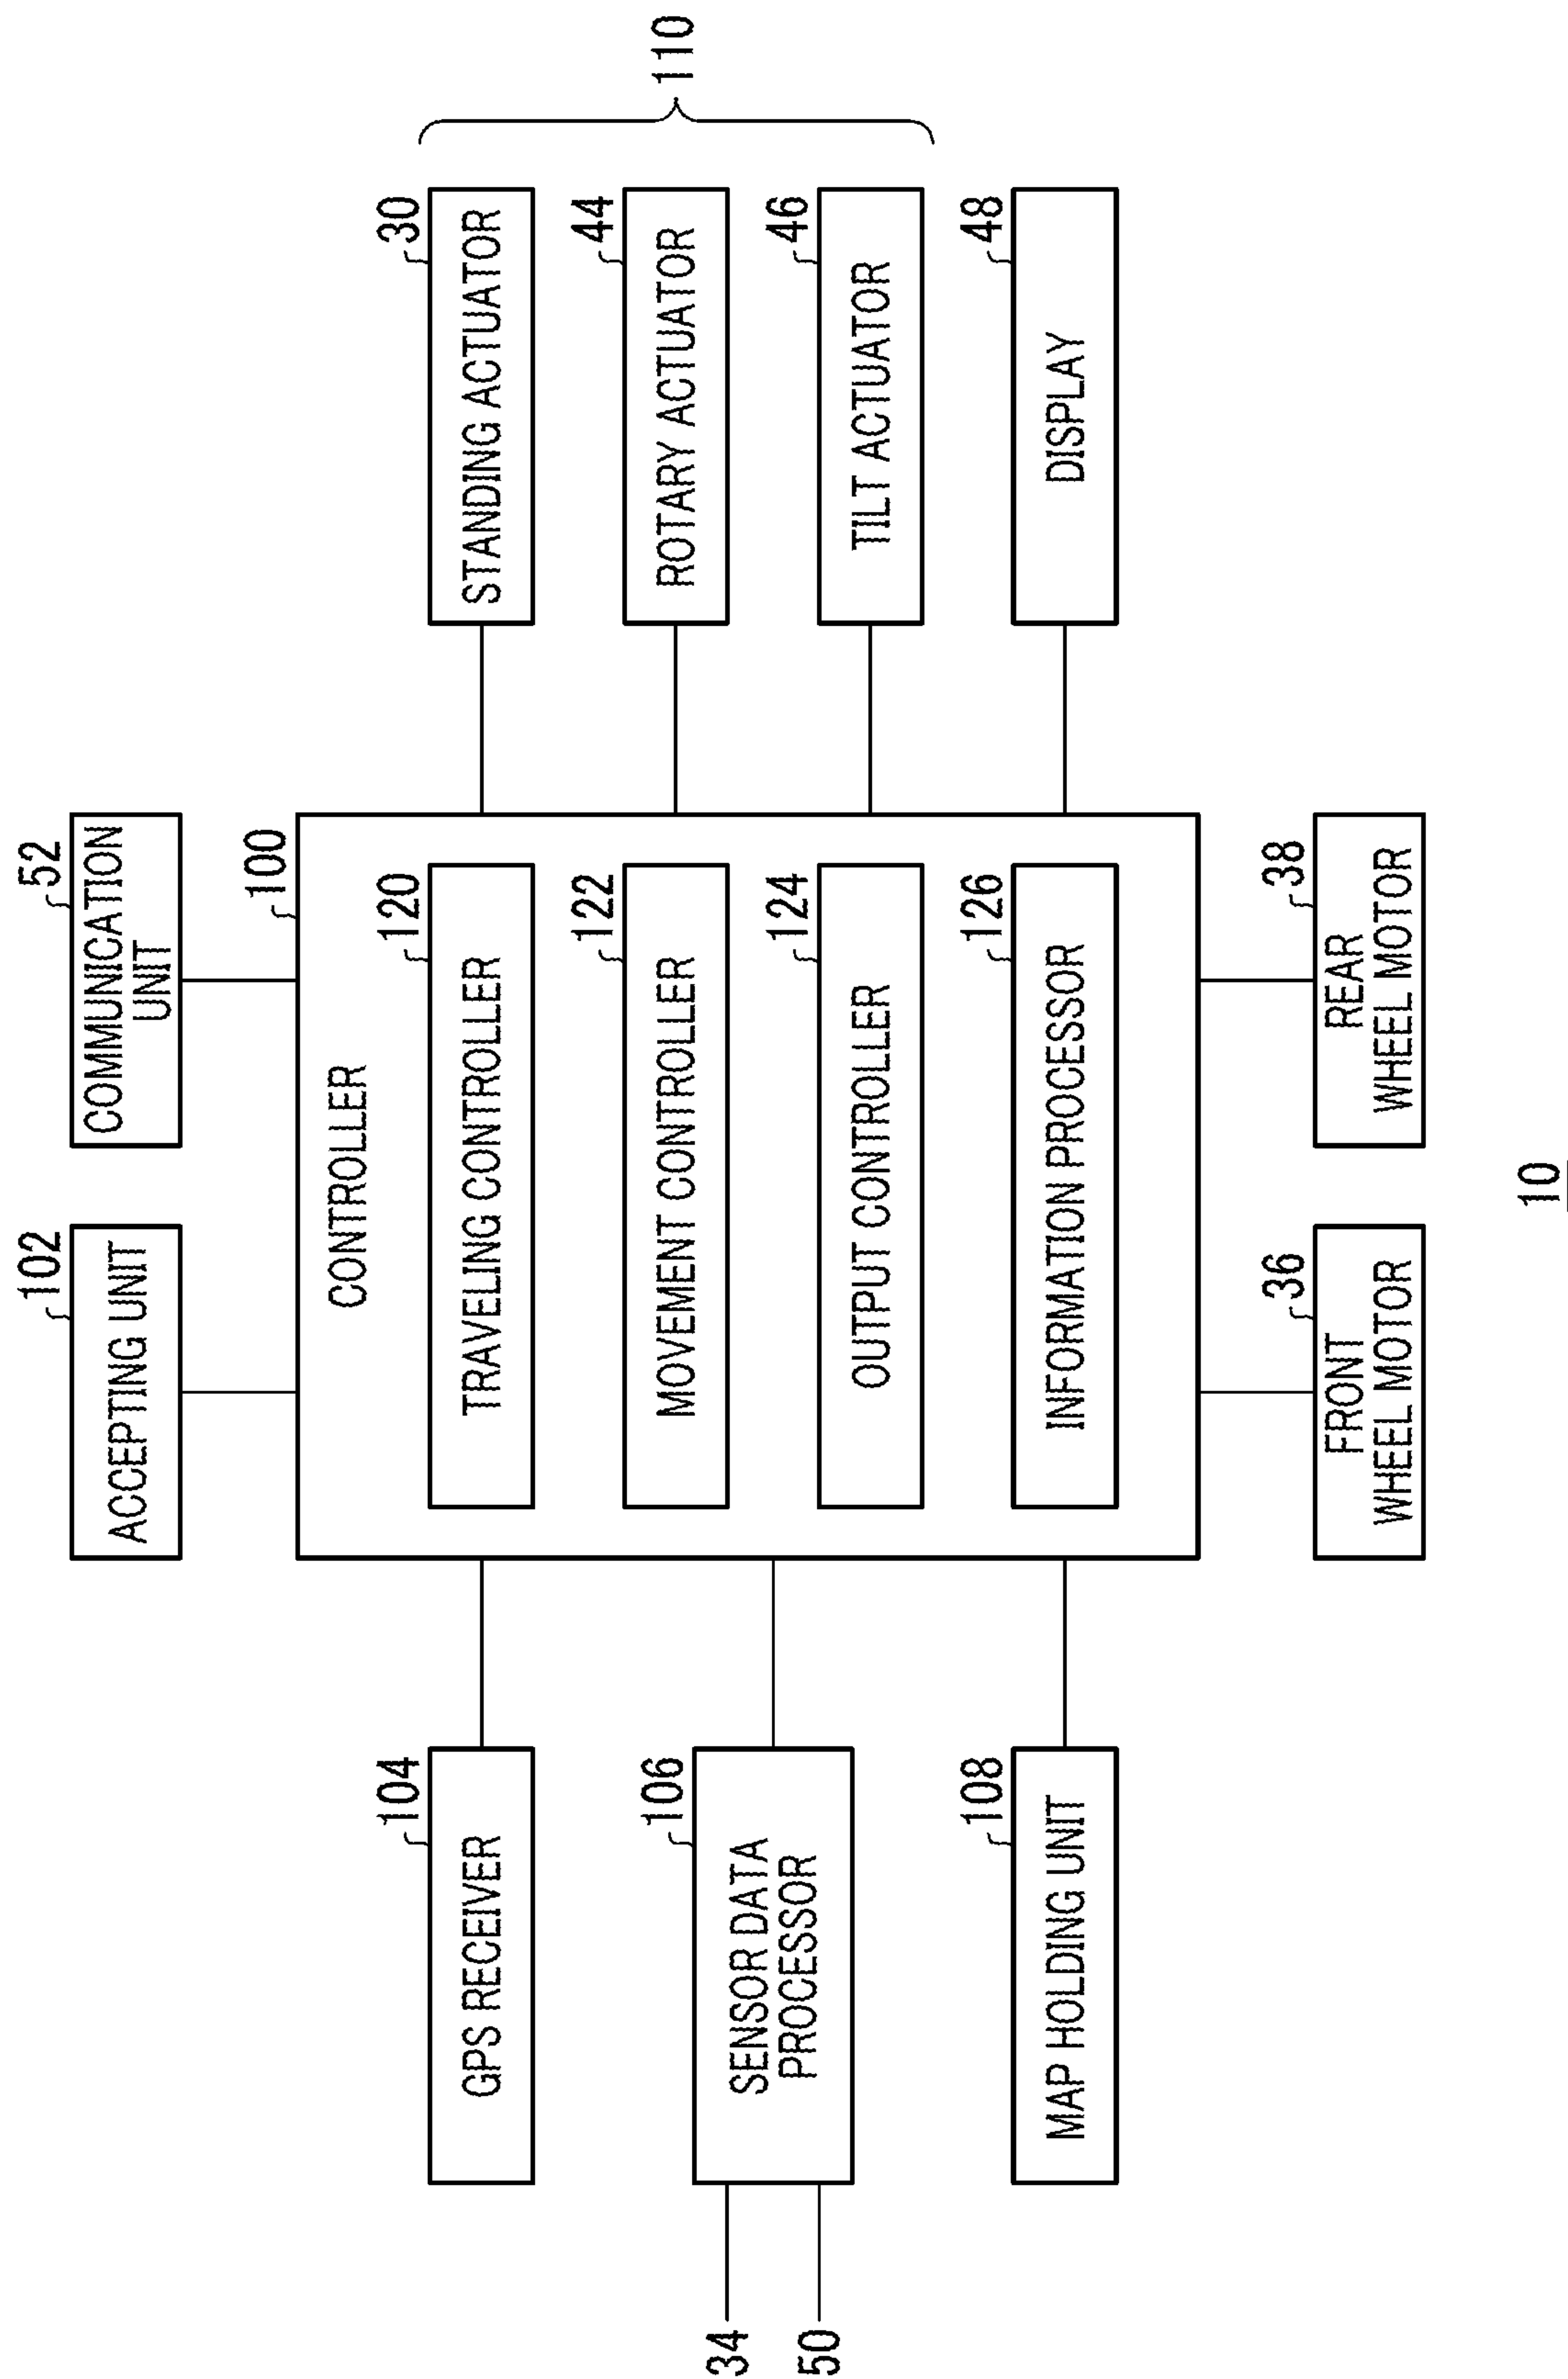 102
ACCEPTING UNIT
52
COMMUNICATION
UNIT
100
CONTROLLER
104
GPS RECEIVER
120
TRAVELING CONTROLLER
30
STANDING ACTUATOR
122
MOVEMENT CONTROLLER
44
ROTARY ACTUATOR
110
34
50
106
SENSOR DATA
PROCESSOR
124
OUTPUT CONTROLLER
46
TILT ACTUATOR
108
MAP HOLDING UNIT
126
INFORMATION PROCESSOR
48
DISPLAY
36
FRONT
WHEEL MOTOR
38
REAR
WHEEL MOTOR
10